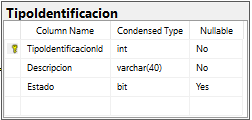 TipoIdentificacion
Column Name Condensed Type Nullable
TipoIdentificacionId int No
Descripcion varchar(40) No
Estado bit Yes